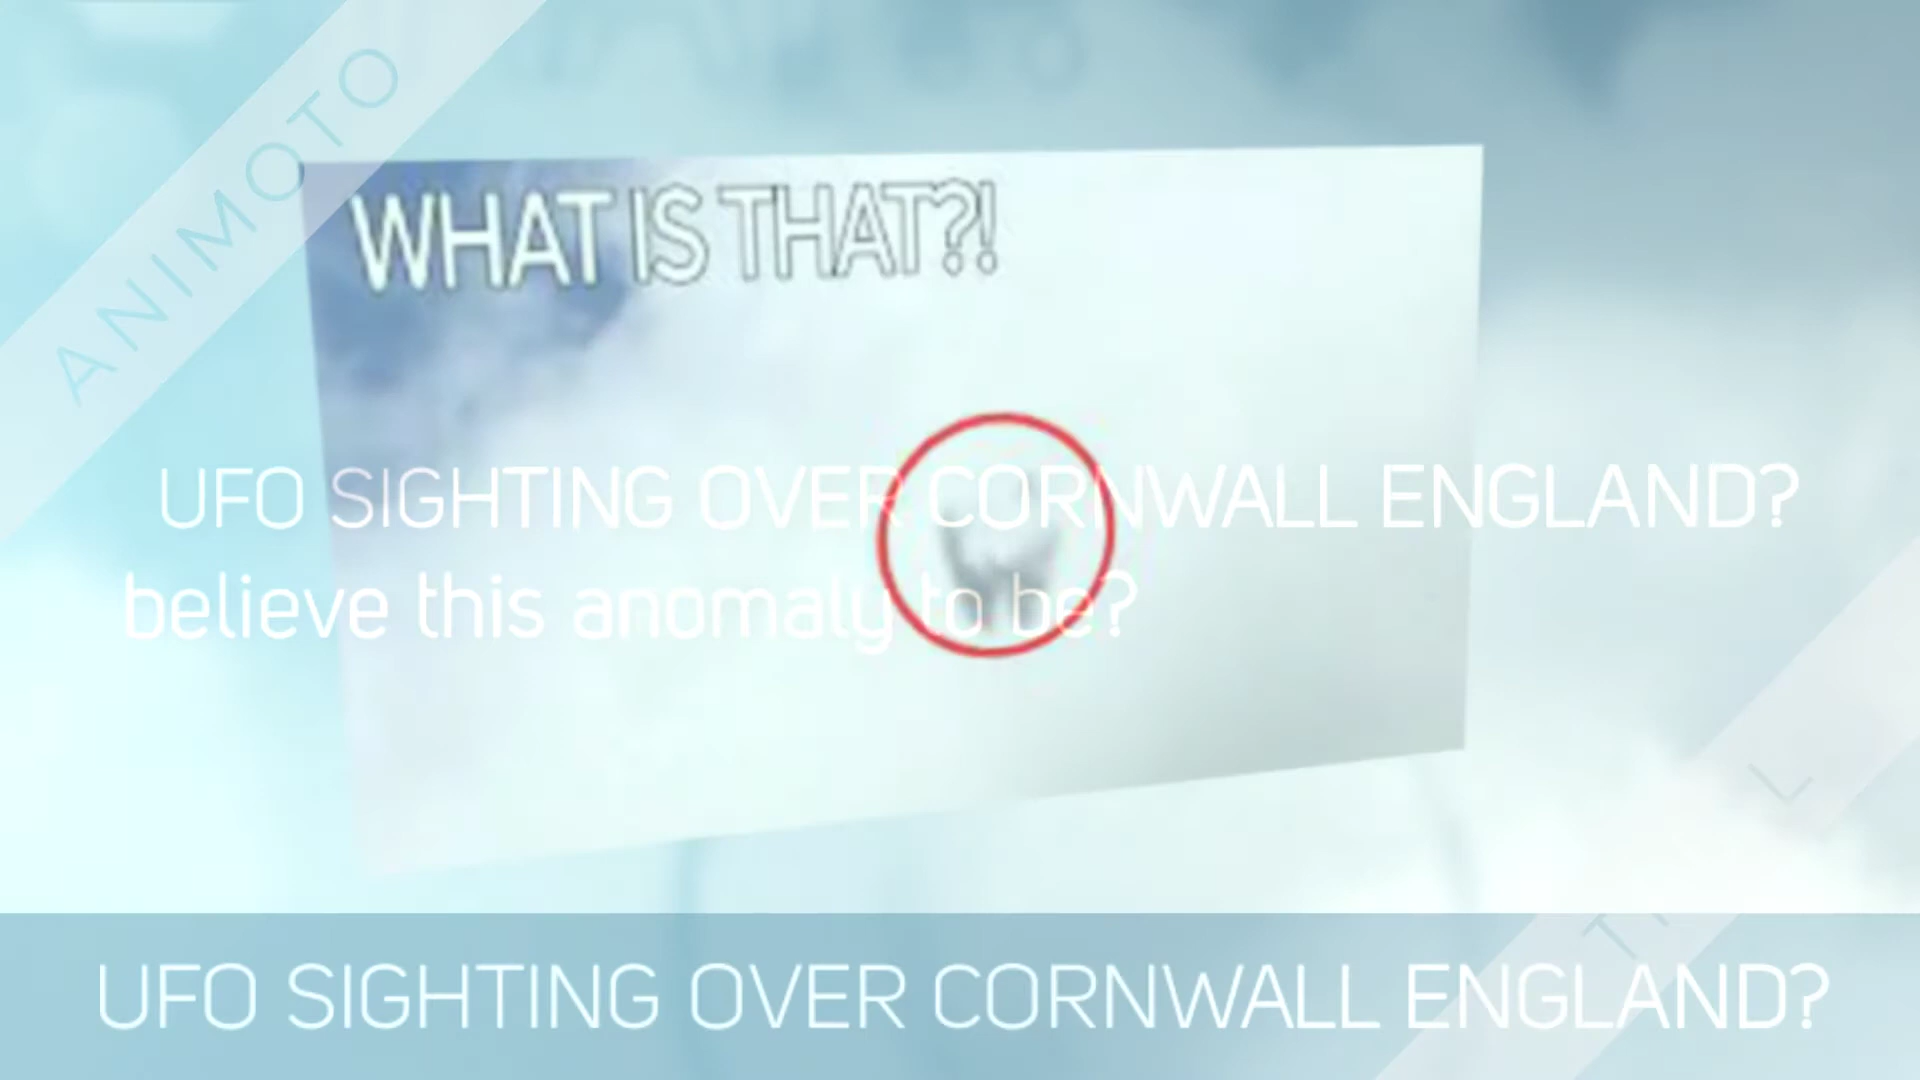 ANIMOTO
WHAT IS THAT?!
UFO SIGHTING OVER CORNWALL ENGLAND?
believe this anomaly to be?
UFO SIGHTING OVER CORNWALL ENGLAND?